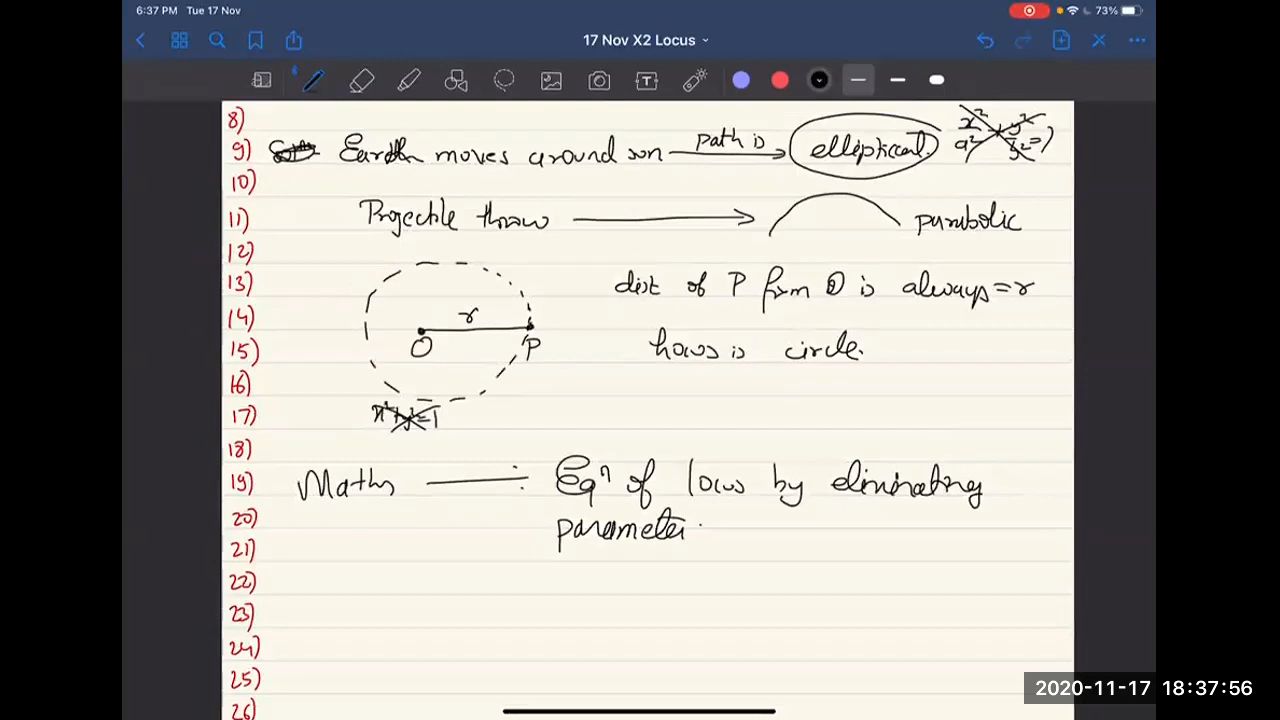 6:37 PM Tue 17 Nov
73%
17 Nov X2 Locus
8)
9) Earth moves around sun path is elliptical.
10)
11) Projectile throw parabolic
12)
13) dist of P from O is always = r
14) r
15) O P locus is circle.
16)
17) x²+y²=1
18)
19) Maths Eqⁿ of locus by eliminating
20) parameter.
21)
22)
23)
24)
25)
26)
2020-11-17 18:37:56